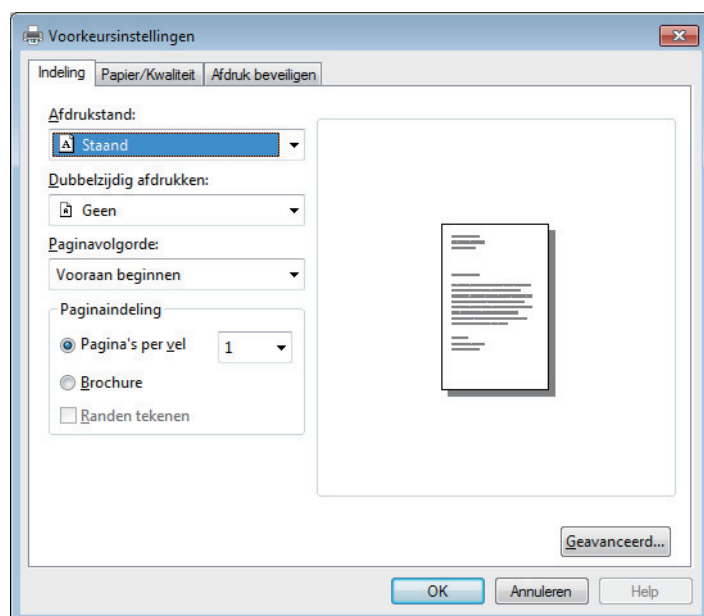 Voorkeursinstellingen
Indeling Papier/Kwaliteit Afdruk beveiligen
Afdrukstand:
Staand
Dubbelzijdig afdrukken:
Geen
Paginavolgorde:
Vooraan beginnen
Paginaindeling
Pagina's per vel 1
Brochure
Randen tekenen
Geavanceerd...
OK Annuleren Help